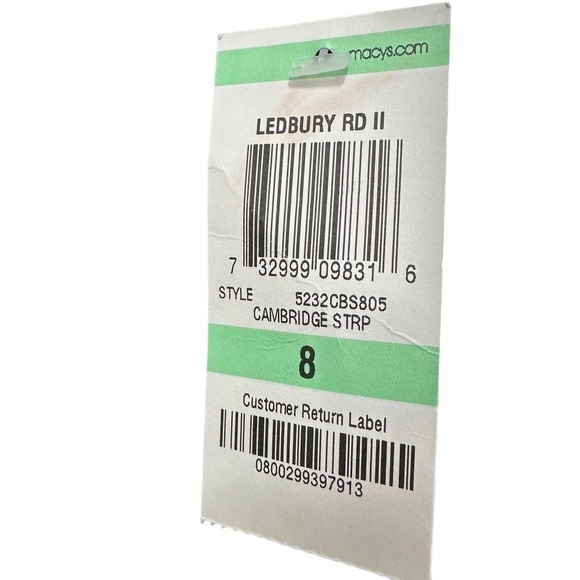 macys.com
LEDBURY RD II
7 32999 09831 6
STYLE 5232CBS805
CAMBRIDGE STRP
8
Customer Return Label
0800299397913